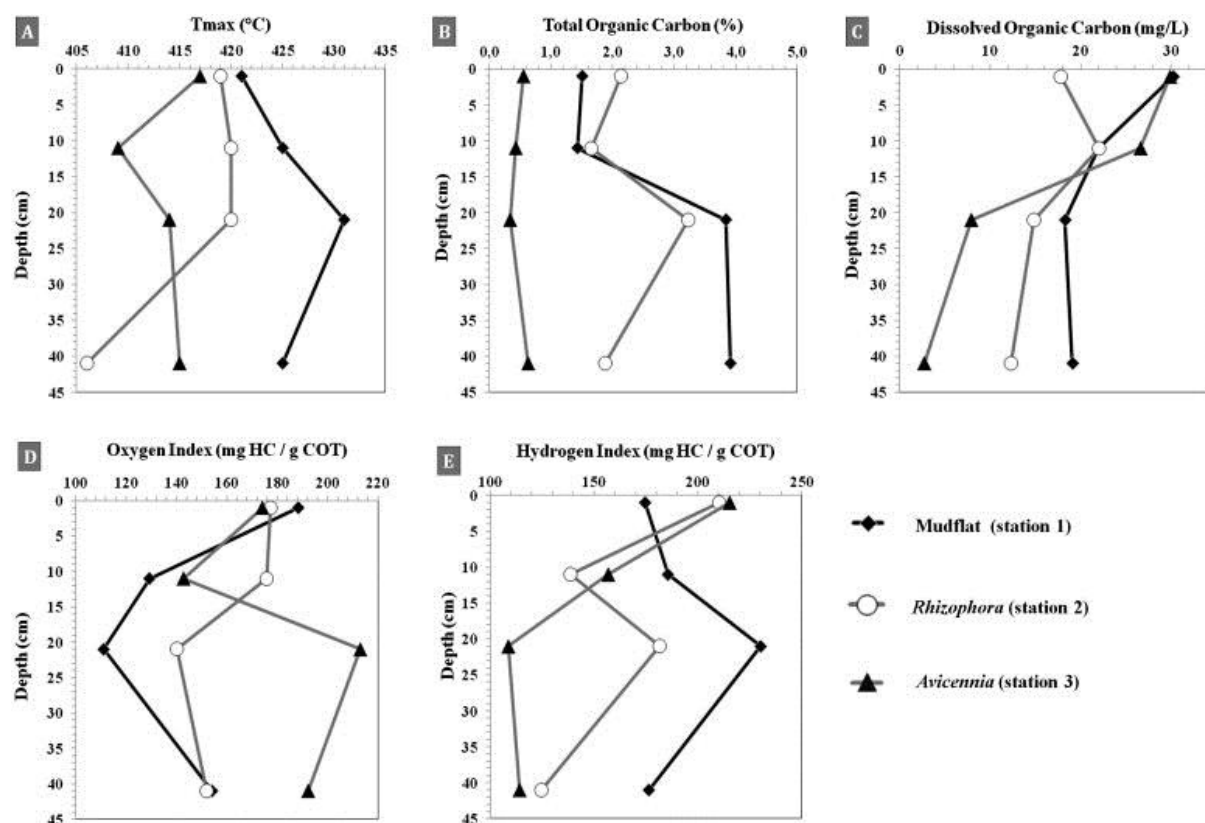 A
Tmax (°C)
405 410 415 420 425 431 435
Depth (cm)
0
5
10
15
20
25
30
35
40
45
B
Total Organic Carbon (%)
0,0 1,0 2,0 3,0 4,0 5,0
Depth (cm)
0
5
10
15
20
25
30
35
40
45
C
Dissolved Organic Carbon (mg/L)
0 10 20 30
Depth (cm)
0
5
10
15
20
25
30
35
40
45
D
Oxygen Index (mg HC / g COT)
100 120 140 160 180 200 220
Depth (cm)
0
5
10
15
20
25
30
35
40
45
E
Hydrogen Index (mg HC / g COT)
100 150 200 250
Depth (cm)
0
5
10
15
20
25
30
35
40
45
Mudflat (station 1)
Rhizophora (station 2)
Avicennia (station 3)